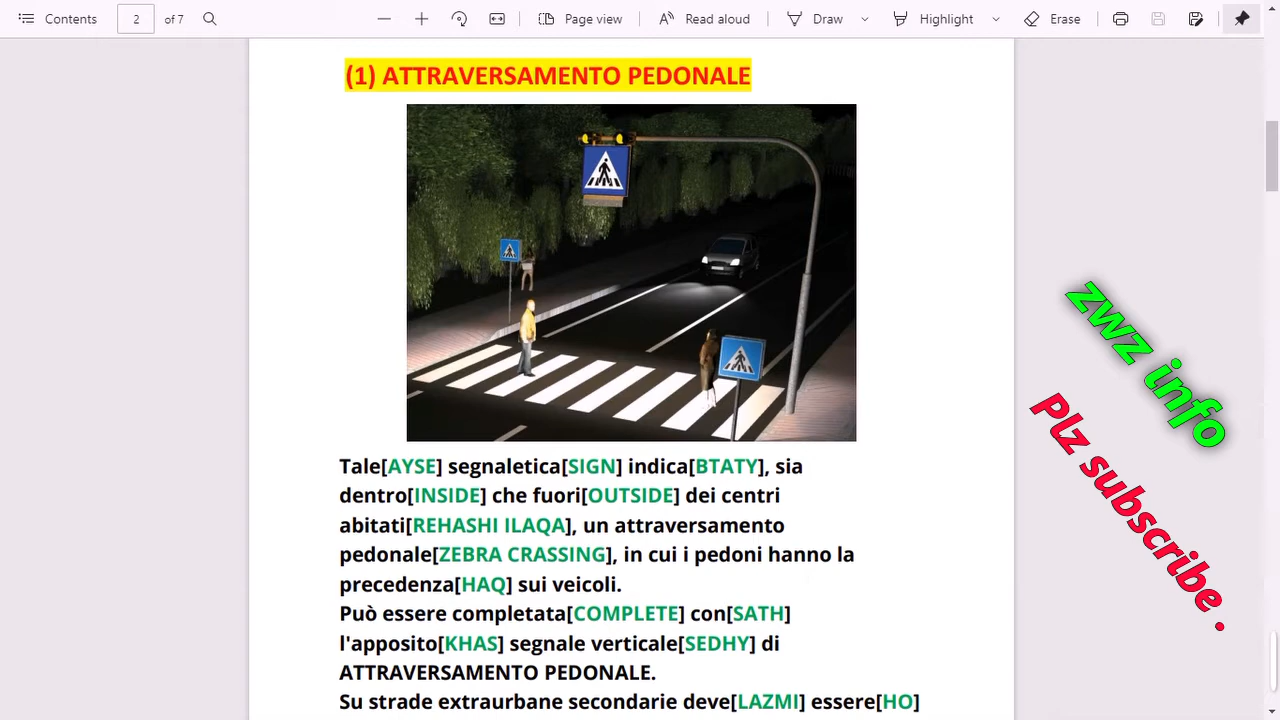 Contents
2
of 7
Page view
Read aloud
Draw
Highlight
Erase
(1) ATTRAVERSAMENTO PEDONALE
Tale[AYSE] segnaletica[SIGN] indica[BTATY], sia
dentro[INSIDE] che fuori[OUTSIDE] dei centri
abitati[REHASHI ILAQA], un attraversamento
pedonale[ZEBRA CRASSING], in cui i pedoni hanno la
precedenza[HAQ] sui veicoli.
Può essere completata[COMPLETE] con[SATH]
l'apposito[KHAS] segnale verticale[SEDHY] di
ATTRAVERSAMENTO PEDONALE.
Su strade extraurbane secondarie deve[LAZMI] essere[HO]
zwz info
Plz subscribe .